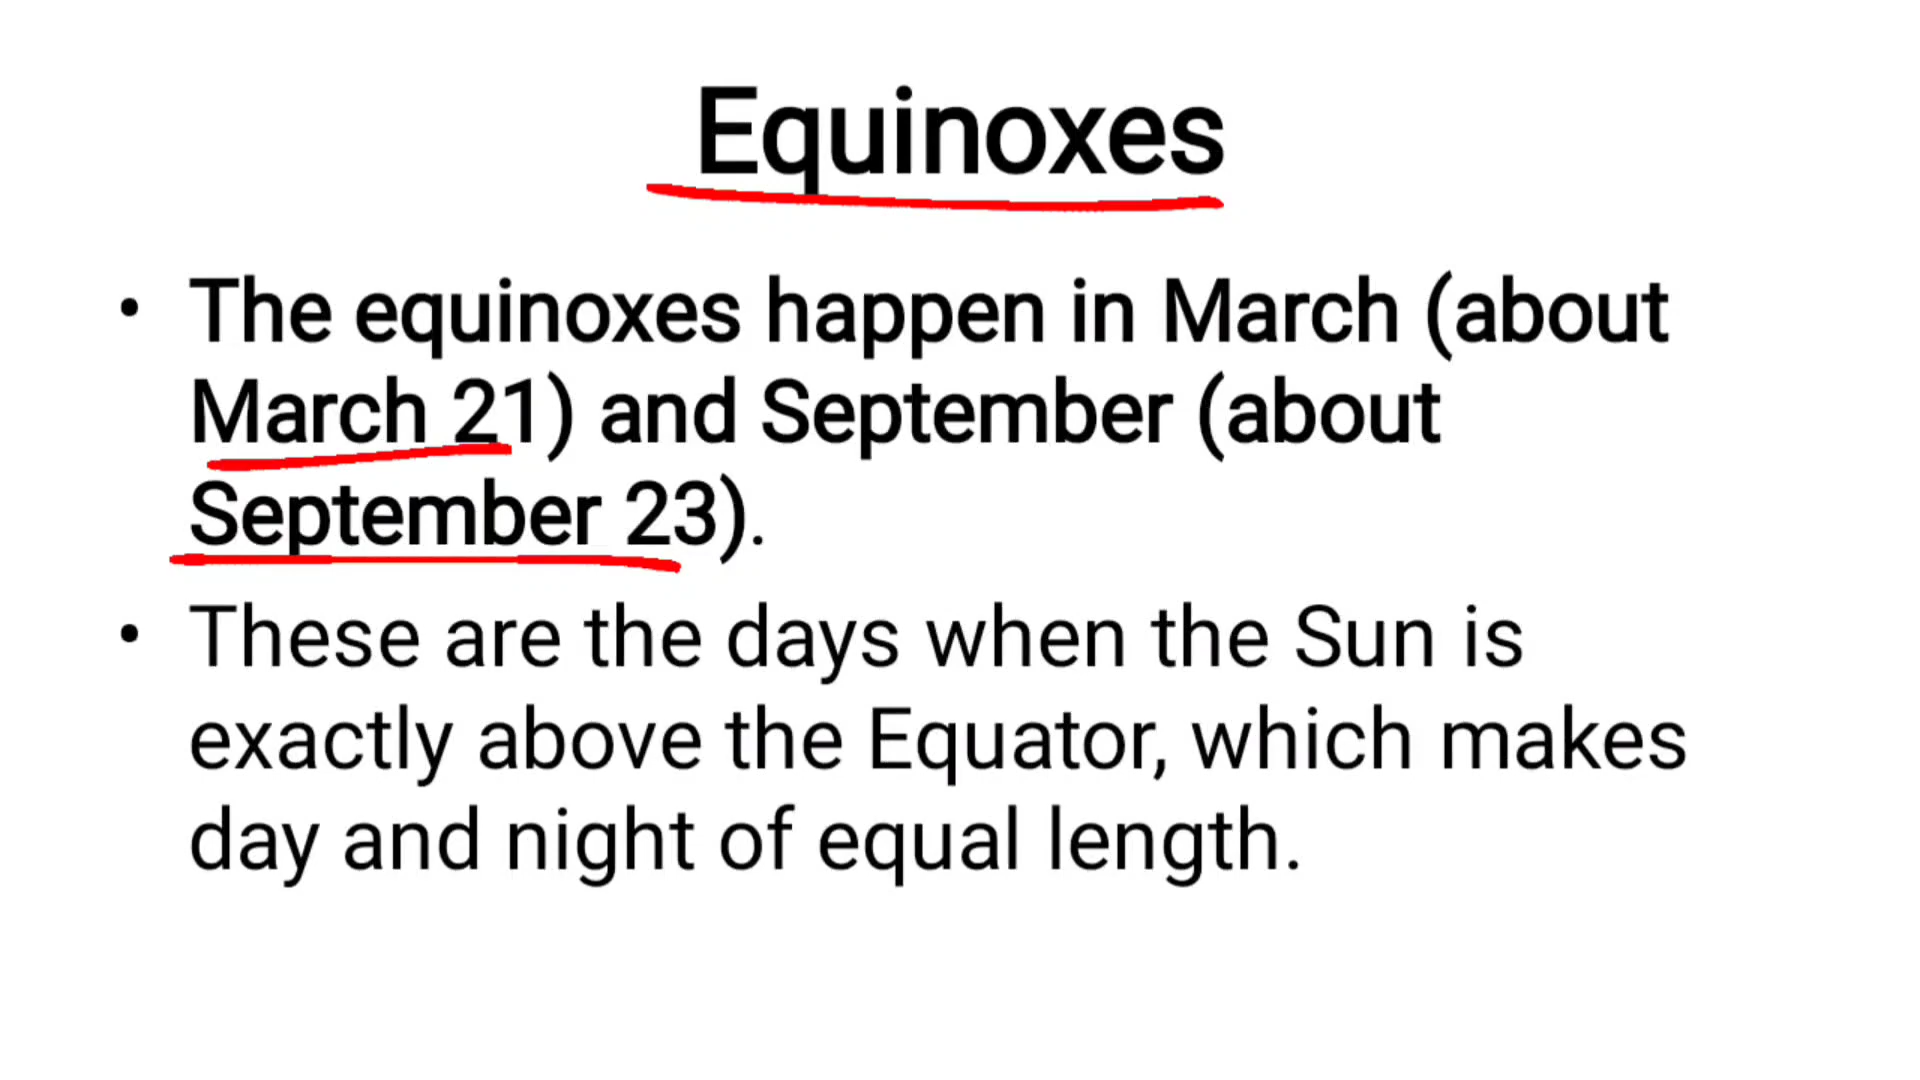 Equinoxes
• The equinoxes happen in March (about
March 21) and September (about
September 23).
• These are the days when the Sun is
exactly above the Equator, which makes
day and night of equal length.